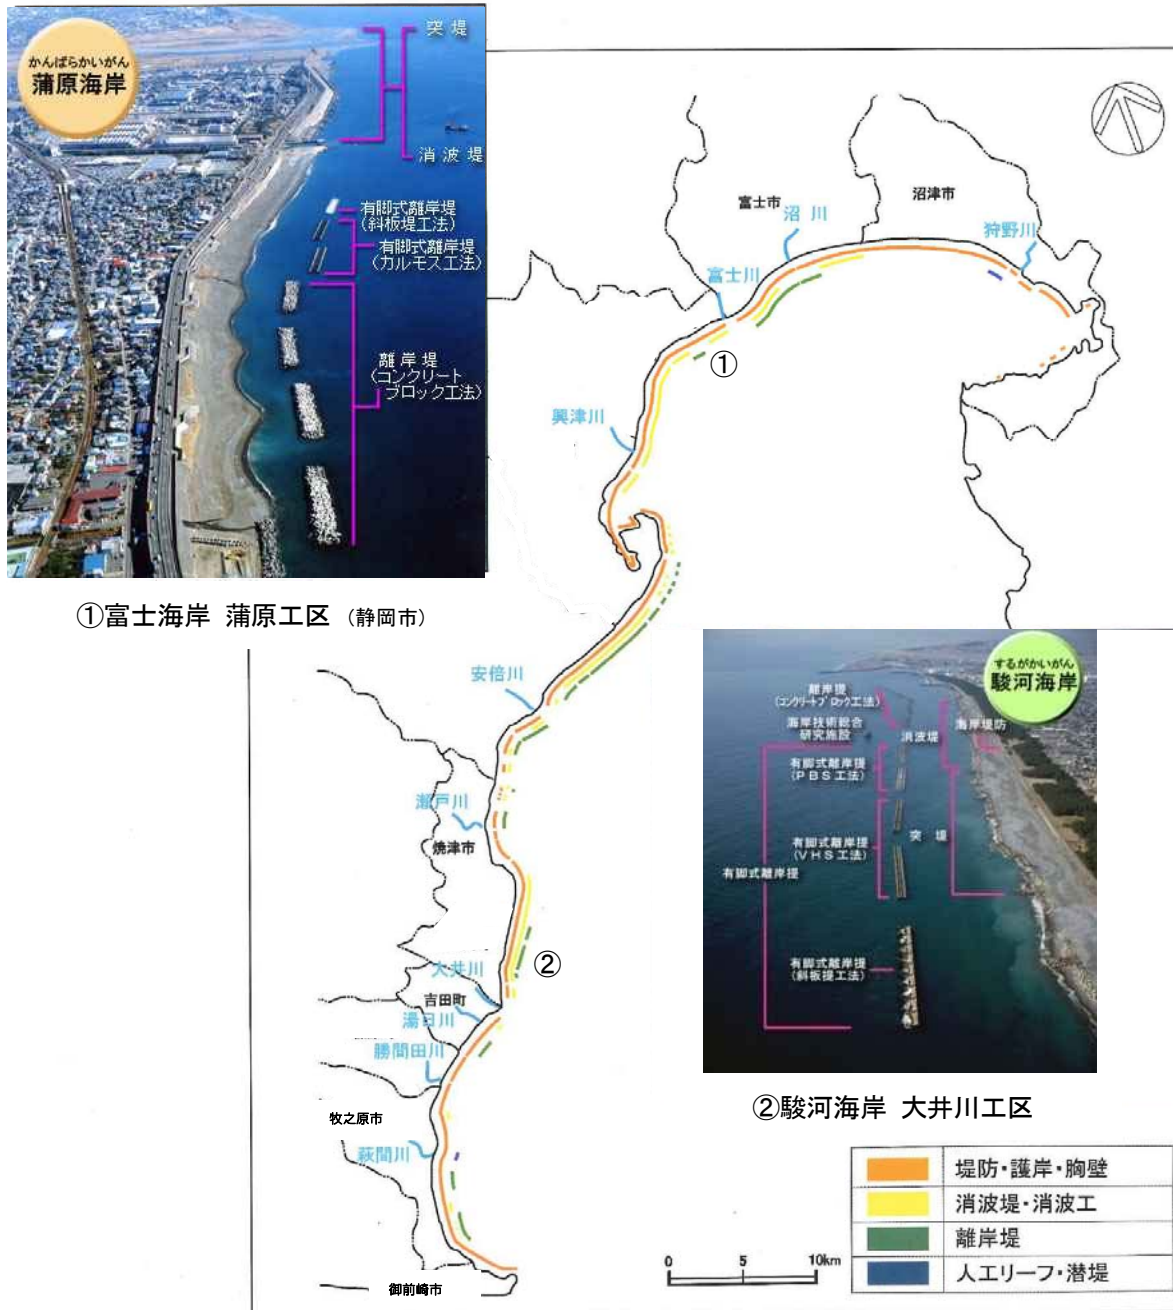 かんばらかいがん
蒲原海岸
突堤
消波堤
有脚式離岸堤
(斜板堤工法)
有脚式離岸堤
(カルモス工法)
離岸堤
(コンクリート
ブロック工法)
①富士海岸 蒲原工区 (静岡市)
沼津市
富士市
沼川
狩野川
富士川
①
興津川
安倍川
瀬戸川
焼津市
②
大井川
吉田町
湯日川
勝間田川
牧之原市
萩間川
御前崎市
するがかいがん
駿河海岸
離岸堤
(コンクリートブロック工法)
海岸技術総合
研究施設
消波堤
海岸堤防
有脚式離岸堤
(PBS工法)
有脚式離岸堤
(VHS工法)
突堤
有脚式離岸堤
有脚式離岸堤
(斜板堤工法)
②駿河海岸 大井川工区
堤防・護岸・胸壁
消波堤・消波工
離岸堤
人工リーフ・潜堤
0 5 10km